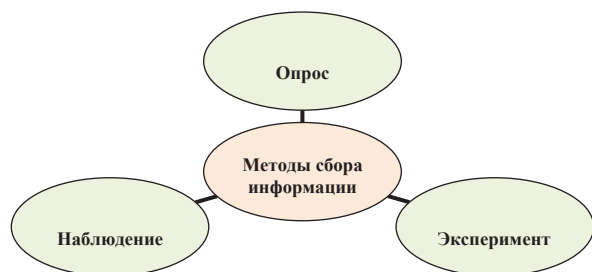 Опрос
Методы сбора
информации
Наблюдение
Эксперимент